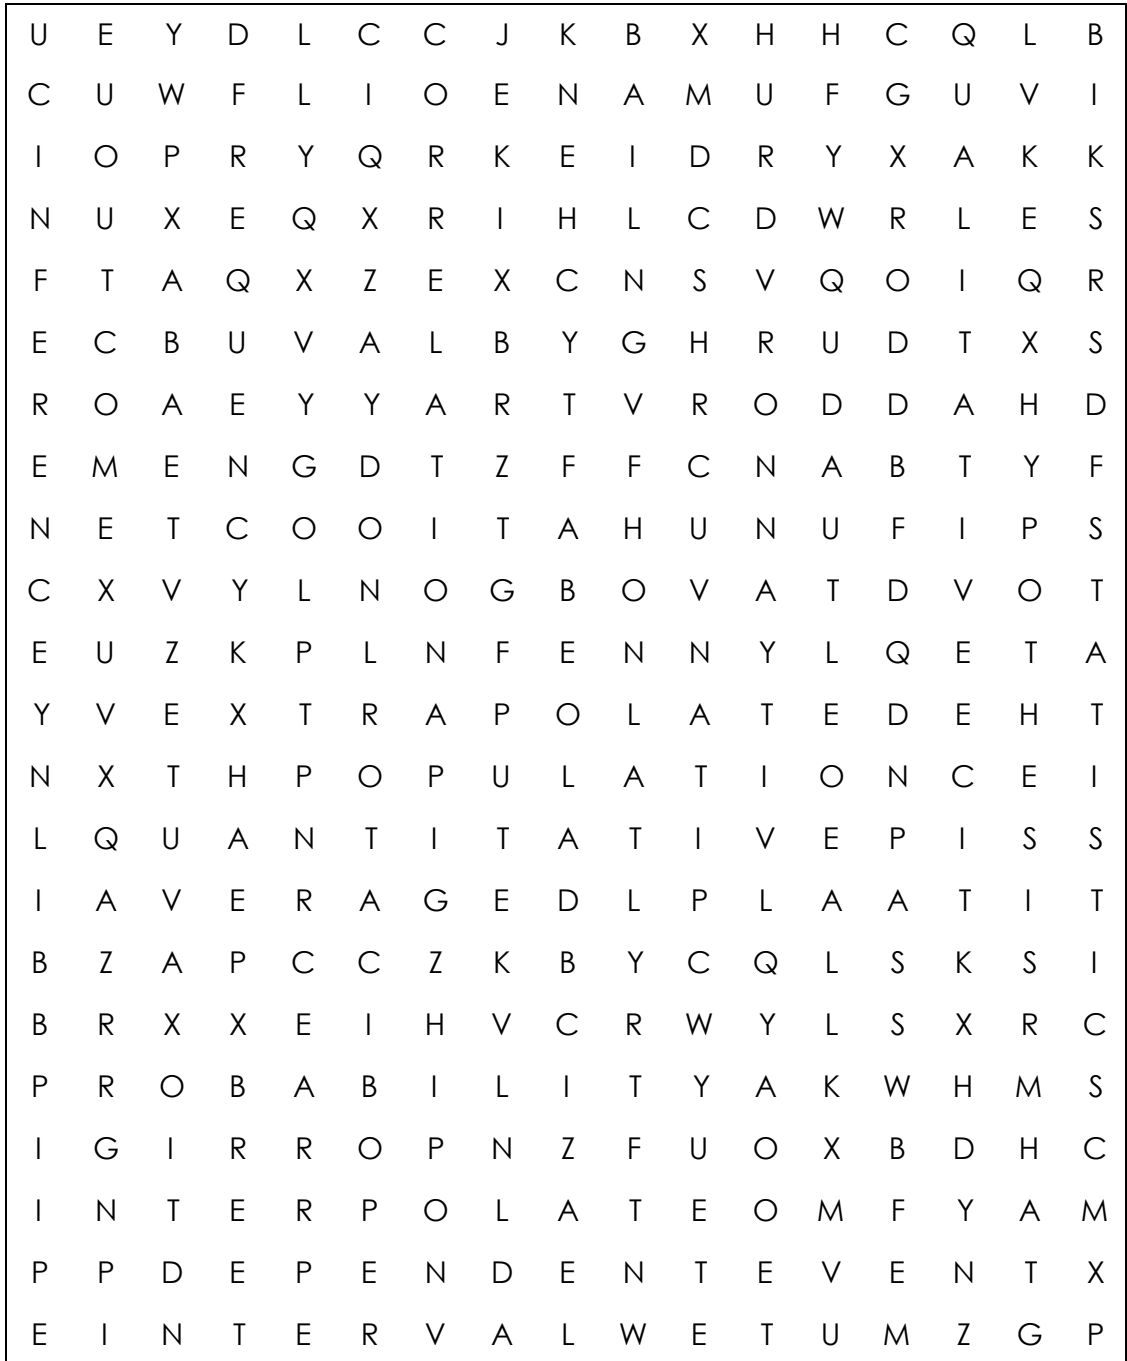 U E Y D L C C J K B X H H C Q L B
C U W F L I O E N A M U F G U V I
I O P R Y Q R K E I D R Y X A K K
N U X E Q X R I H L C D W R L E S
F T A Q X Z E X C N S V Q O I Q R
E C B U V A L B Y G H R U D T X S
R O A E Y Y A R T V R O D D A H D
E M E N G D T Z F F C N A B T Y F
N E T C O O I T A H U N U F I P S
C X V Y L N O G B O V A T D V O T
E U Z K P L N F E N N Y L Q E T A
Y V E X T R A P O L A T E D E H T
N X T H P O P U L A T I O N C E I
L Q U A N T I T A T I V E P I S S
I A V E R A G E D L P L A A T I T
B Z A P C C Z K B Y C Q L S K S I
B R X X E I H V C R W Y L S X R C
P R O B A B I L I T Y A K W H M S
I G I R R O P N Z F U O X B D H C
I N T E R P O L A T E O M F Y A M
P P D E P E N D E N T E V E N T X
E I N T E R V A L W E T U M Z G P